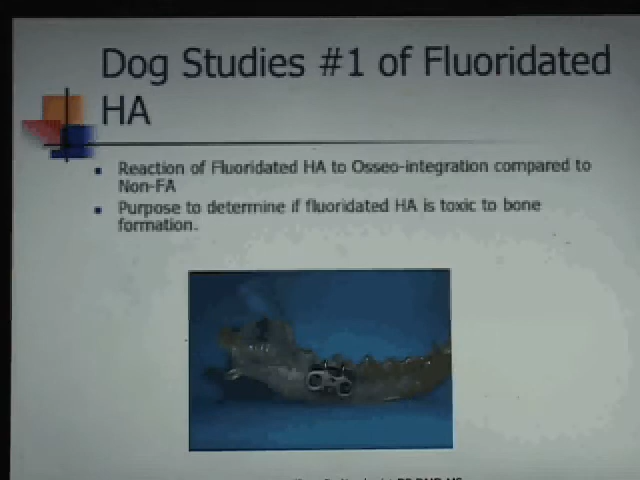 Dog Studies #1 of Fluoridated
HA
Reaction of Fluoridated HA to Osseo-integration compared to
Non-FA
Purpose to determine if fluoridated HA is toxic to bone
formation.